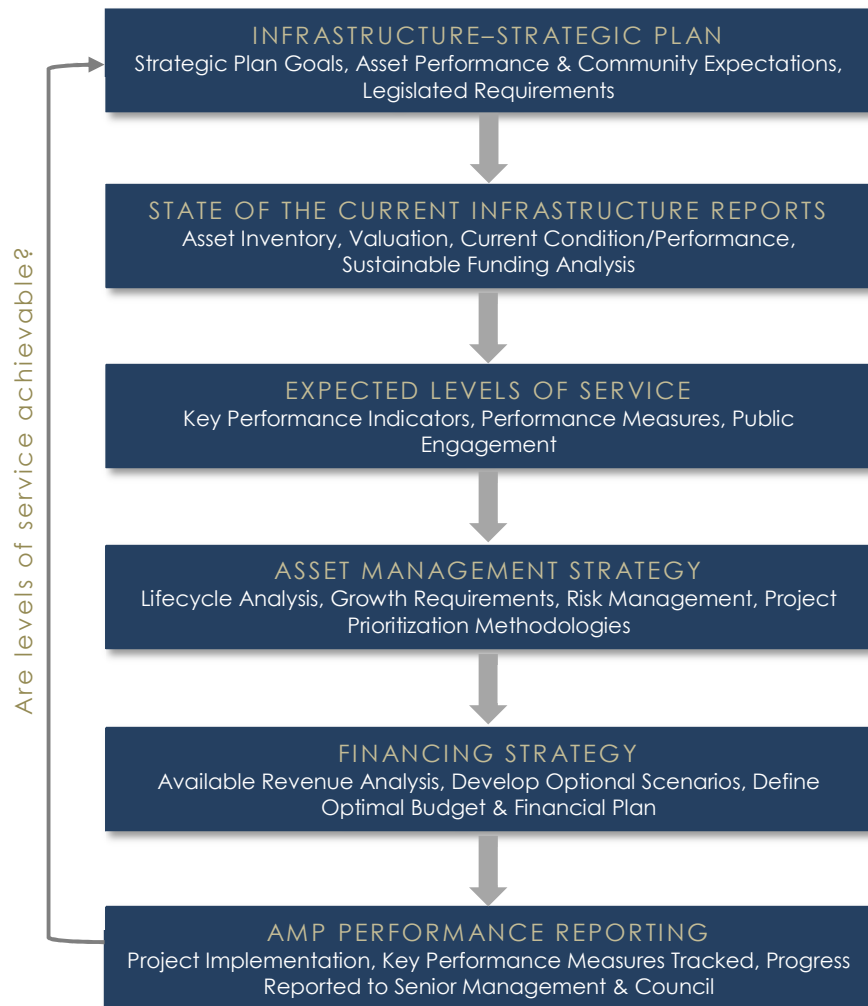 INFRASTRUCTURE–STRATEGIC PLAN
Strategic Plan Goals, Asset Performance & Community Expectations,
Legislated Requirements
STATE OF THE CURRENT INFRASTRUCTURE REPORTS
Asset Inventory, Valuation, Current Condition/Performance,
Sustainable Funding Analysis
EXPECTED LEVELS OF SERVICE
Key Performance Indicators, Performance Measures, Public
Engagement
ASSET MANAGEMENT STRATEGY
Lifecycle Analysis, Growth Requirements, Risk Management, Project
Prioritization Methodologies
FINANCING STRATEGY
Available Revenue Analysis, Develop Optional Scenarios, Define
Optimal Budget & Financial Plan
AMP PERFORMANCE REPORTING
Project Implementation, Key Performance Measures Tracked, Progress
Reported to Senior Management & Council
Are levels of service achievable?